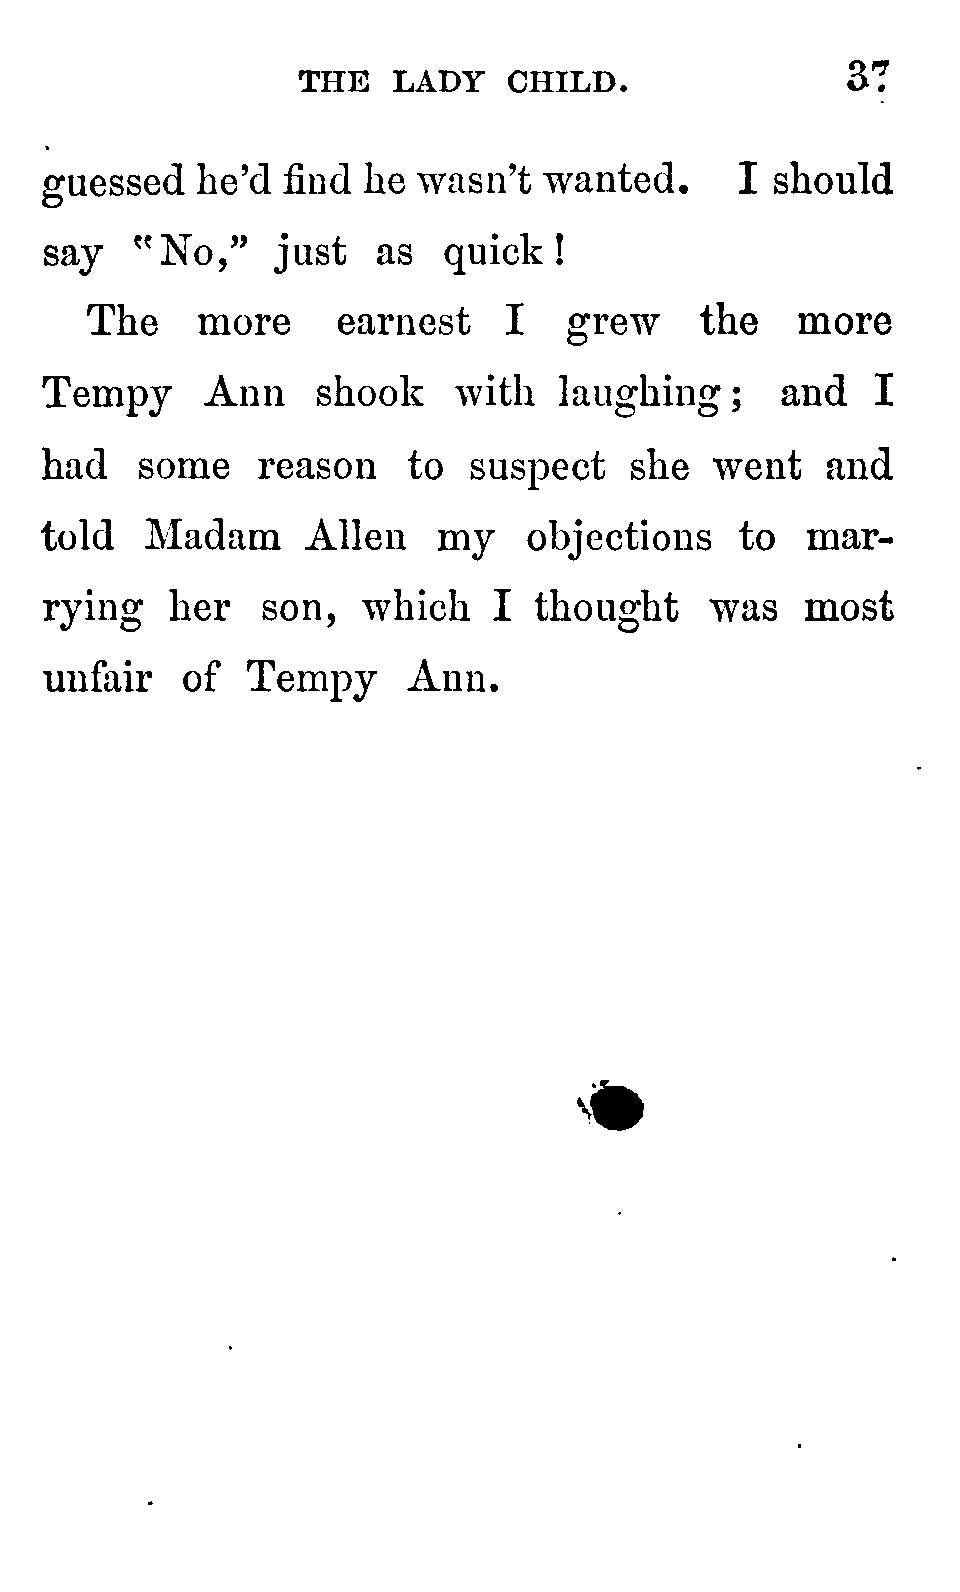 THE LADY CHILD. 37
guessed he'd find he wasn't wanted. I should
say "No," just as quick!
The more earnest I grew the more
Tempy Ann shook with laughing; and I
had some reason to suspect she went and
told Madam Allen my objections to mar-
rying her son, which I thought was most
unfair of Tempy Ann.